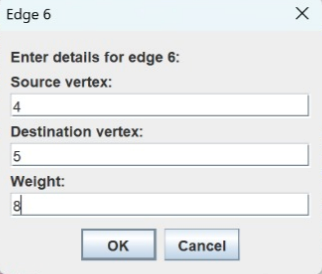 Edge 6
Enter details for edge 6:
Source vertex:
4
Destination vertex:
5
Weight:
8
OK Cancel